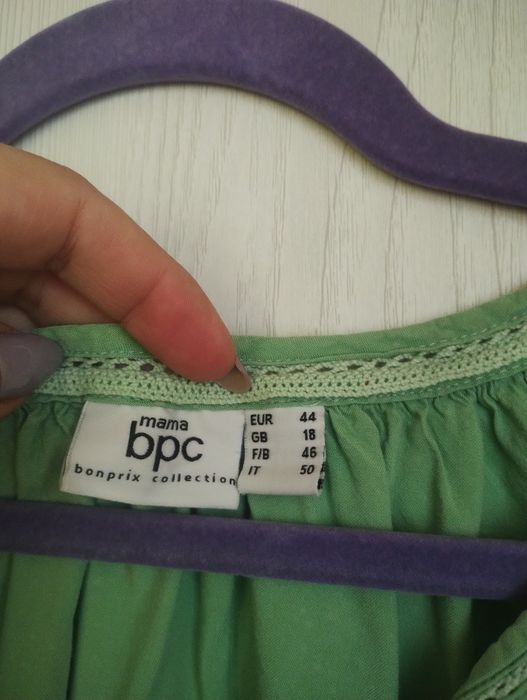 mama
bpc
bonprix collection
EUR 44
GB 18
F/B 46
IT 50